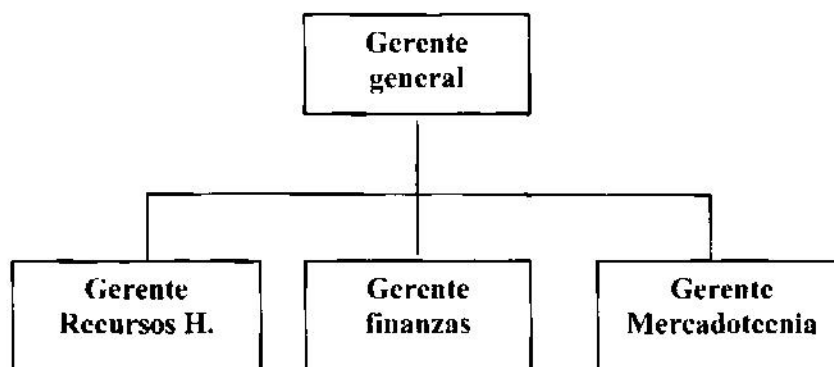 Gerente
general
Gerente
Recursos H.
Gerente
finanzas
Gerente
Mercadotecnia